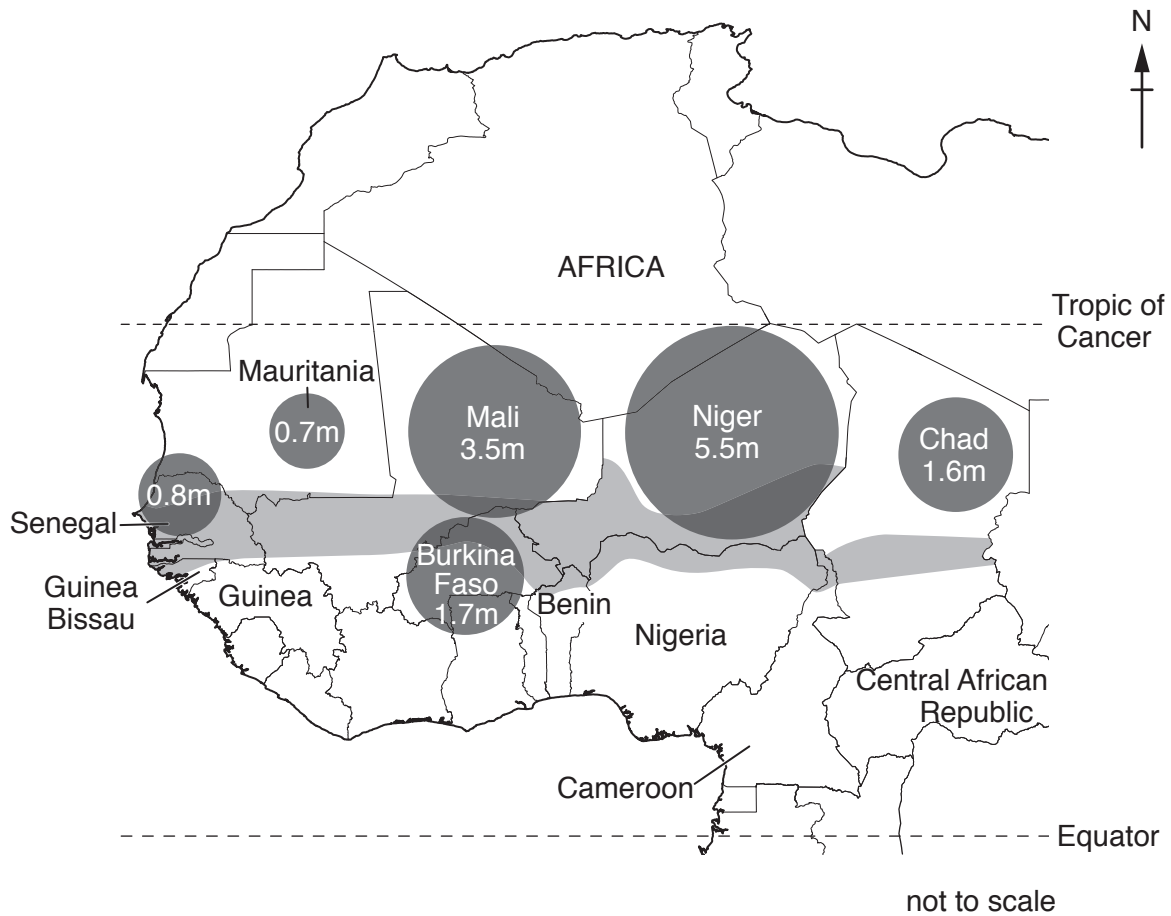 N
AFRICA
Tropic of
Cancer
Mauritania
0.7m
Mali
3.5m
Niger
5.5m
Chad
1.6m
0.8m
Senegal
Guinea
Bissau
Guinea
Burkina
Faso
1.7m
Benin
Nigeria
Central African
Republic
Cameroon
Equator
not to scale